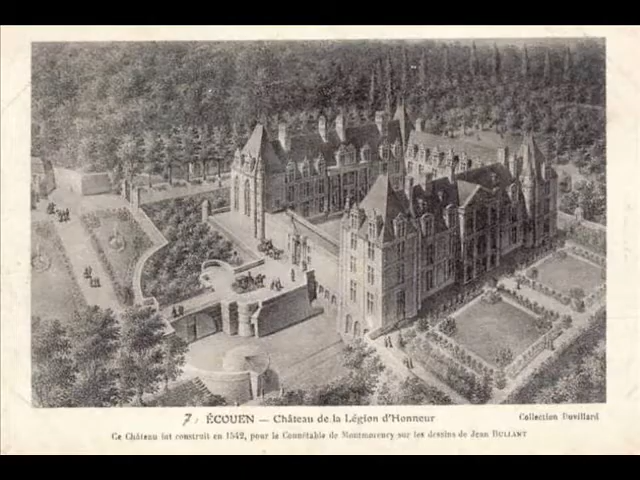 7. ÉCOUEN — Château de la Légion d'Honneur
Collection Duvillard
Ce Château fut construit en 1542, pour le Connétable de Montmorency sur les dessins de Jean BULLANT